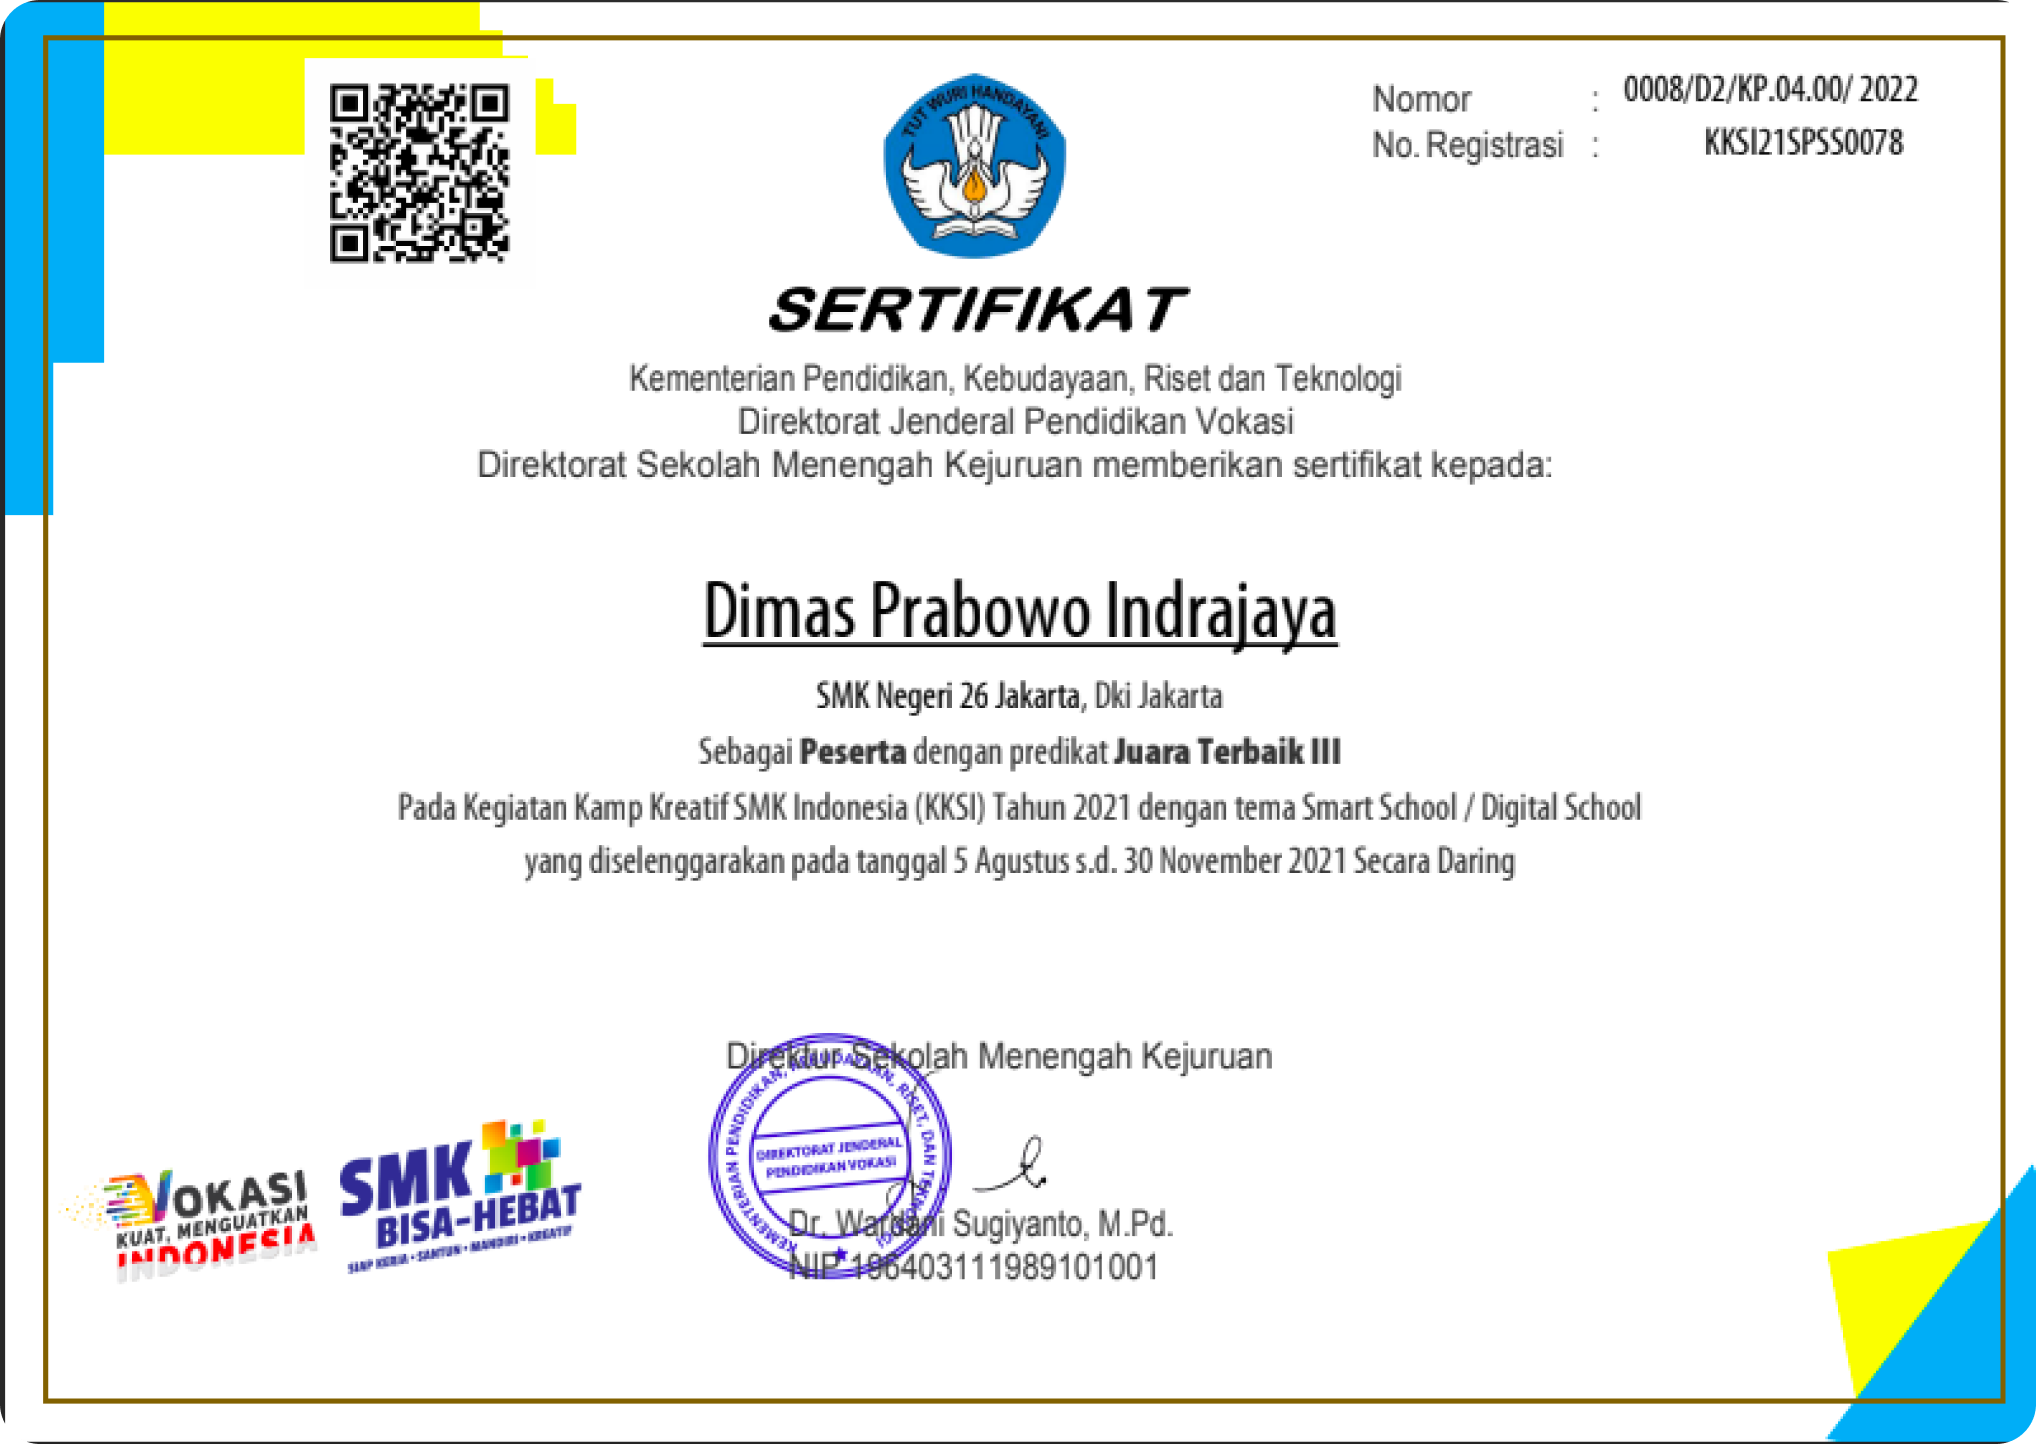 TUT WURI HANDAYANI
Nomor : 0008/D2/KP.04.00/ 2022
No. Registrasi : KKSI21SPSS0078
SERTIFIKAT
Kementerian Pendidikan, Kebudayaan, Riset dan Teknologi
Direktorat Jenderal Pendidikan Vokasi
Direktorat Sekolah Menengah Kejuruan memberikan sertifikat kepada:
Dimas Prabowo Indrajaya
SMK Negeri 26 Jakarta, Dki Jakarta
Sebagai Peserta dengan predikat Juara Terbaik III
Pada Kegiatan Kamp Kreatif SMK Indonesia (KKSI) Tahun 2021 dengan tema Smart School / Digital School
yang diselenggarakan pada tanggal 5 Agustus s.d. 30 November 2021 Secara Daring
Direktur Sekolah Menengah Kejuruan
KEMENTERIAN PENDIDIKAN, KEBUDAYAAN, RISET, DAN TEKNOLOGI
DIREKTORAT JENDERAL
PENDIDIKAN VOKASI
Dr. Wardani Sugiyanto, M.Pd.
NIP 196403111989101001
VOKASI
KUAT, MENGUATKAN
INDONESIA
SMK
BISA-HEBAT
SIAP KERJA • SANTUN • MANDIRI • KREATIF